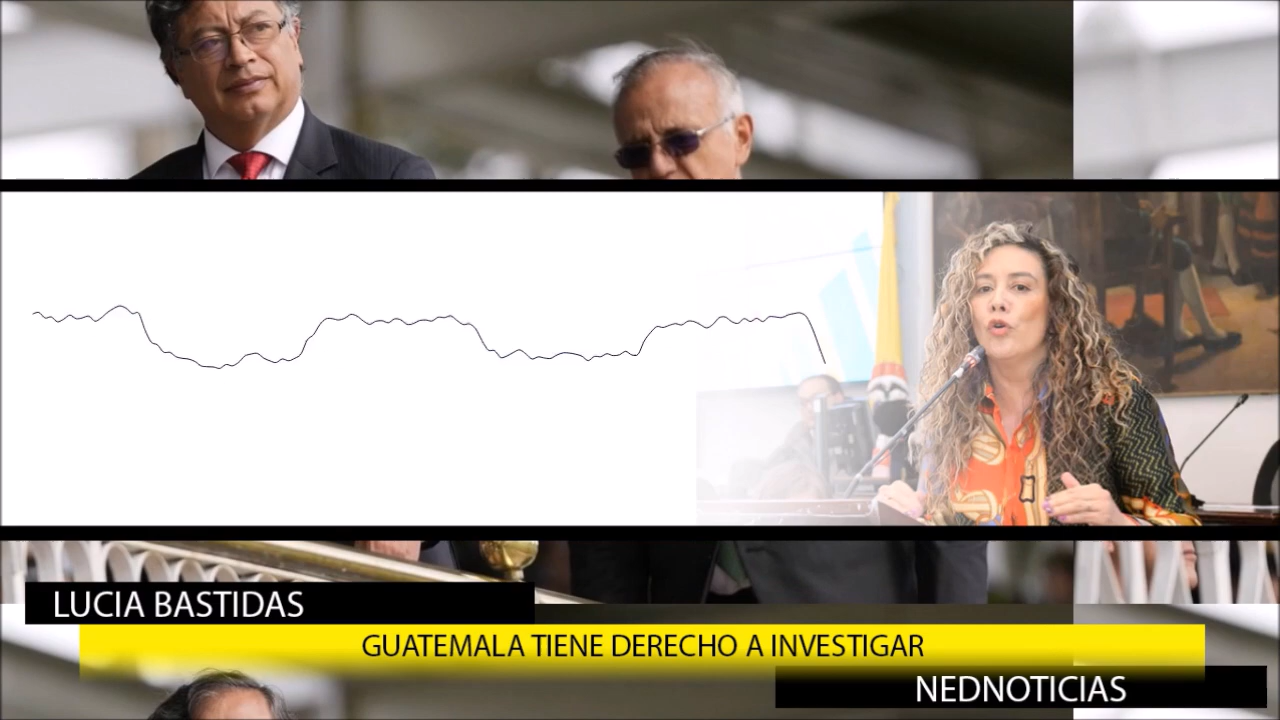 LUCIA BASTIDAS
GUATEMALA TIENE DERECHO A INVESTIGAR
NEDNOTICIAS